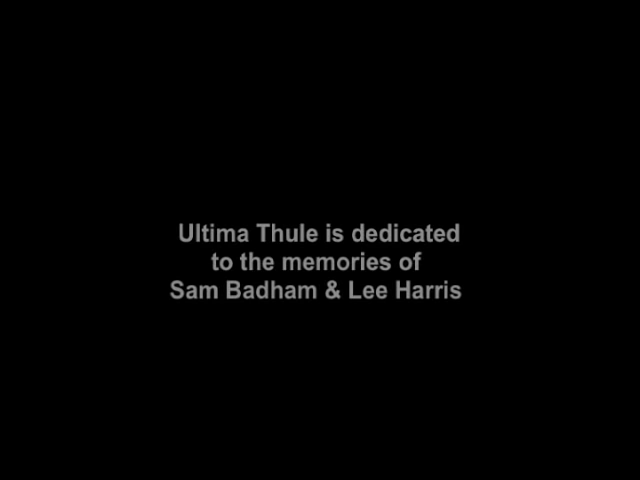 Ultima Thule is dedicated
to the memories of
Sam Badham & Lee Harris